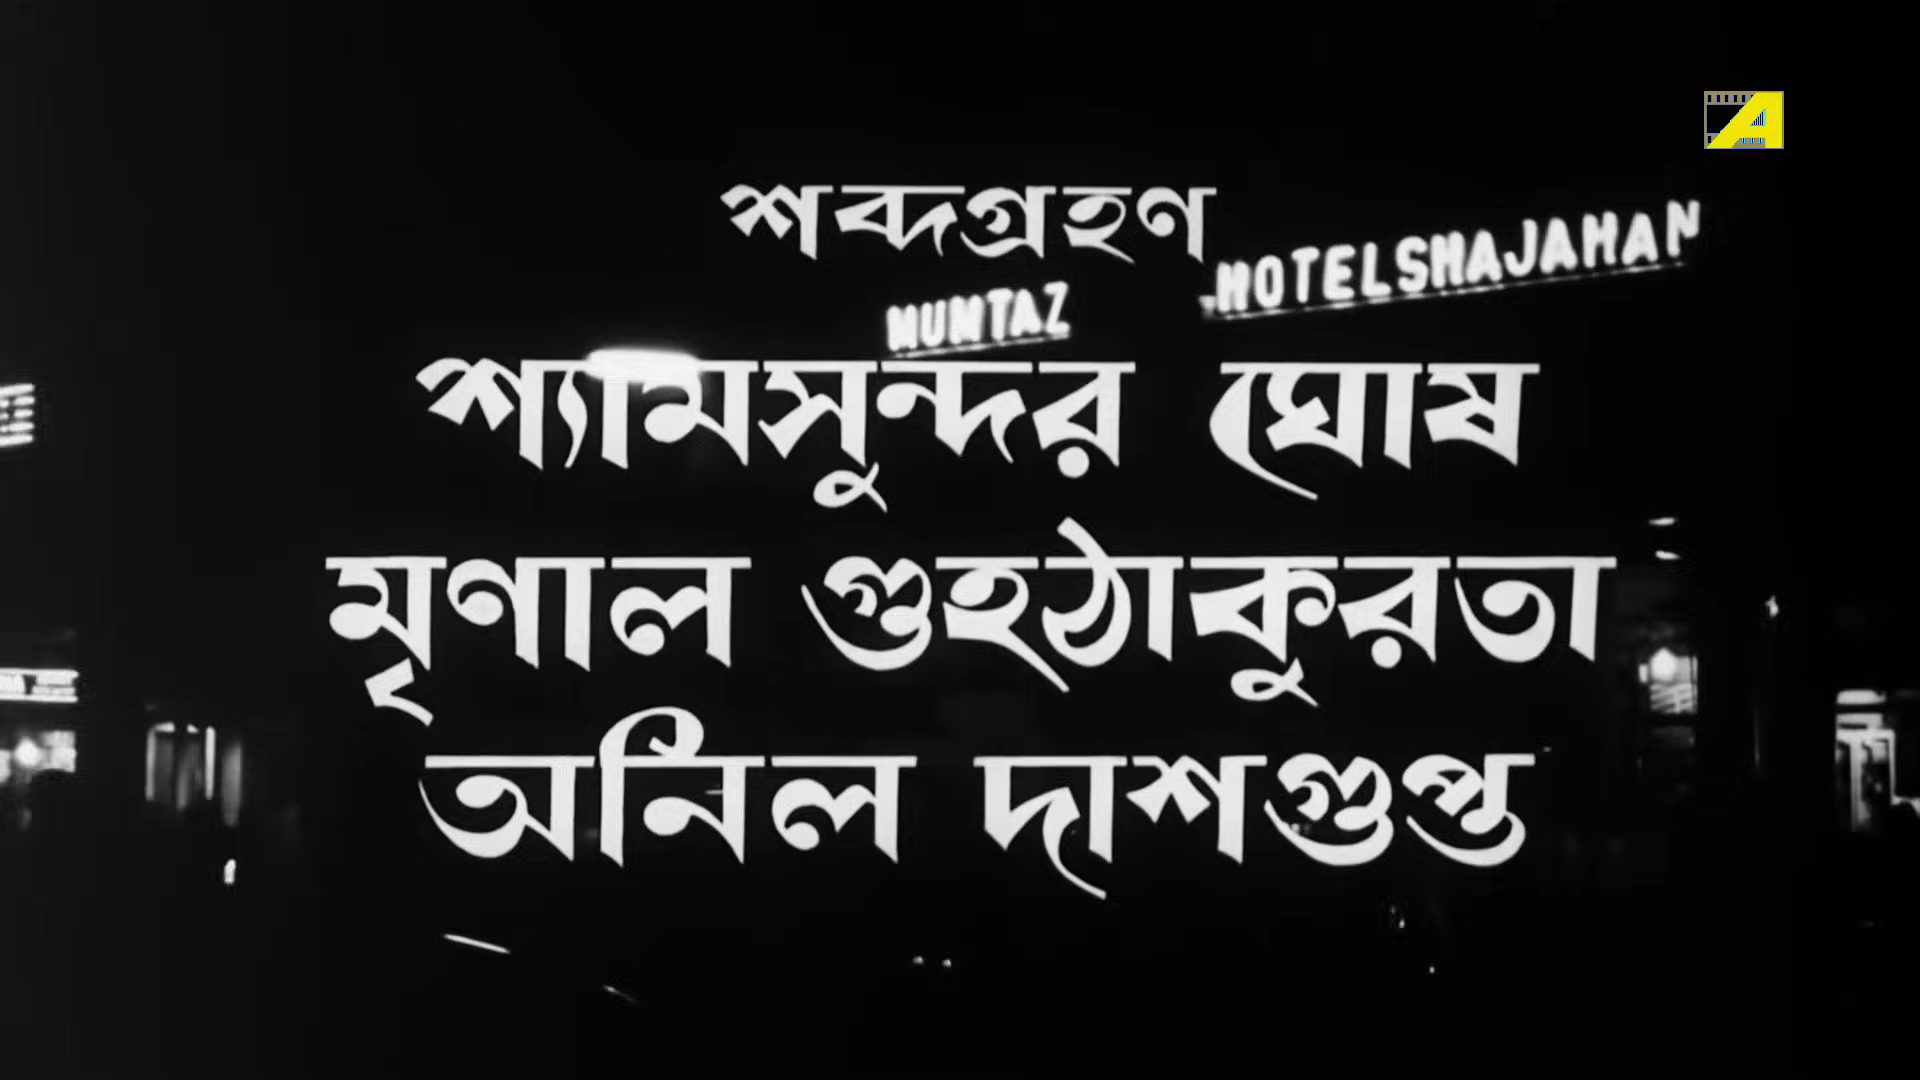 শব্দগ্রহণ
HOTEL SHAJAHAN
MUMTAZ
শ্যামসুন্দর ঘোষ
মৃণাল গুহঠাকুরতা
অনিল দাশগুপ্ত